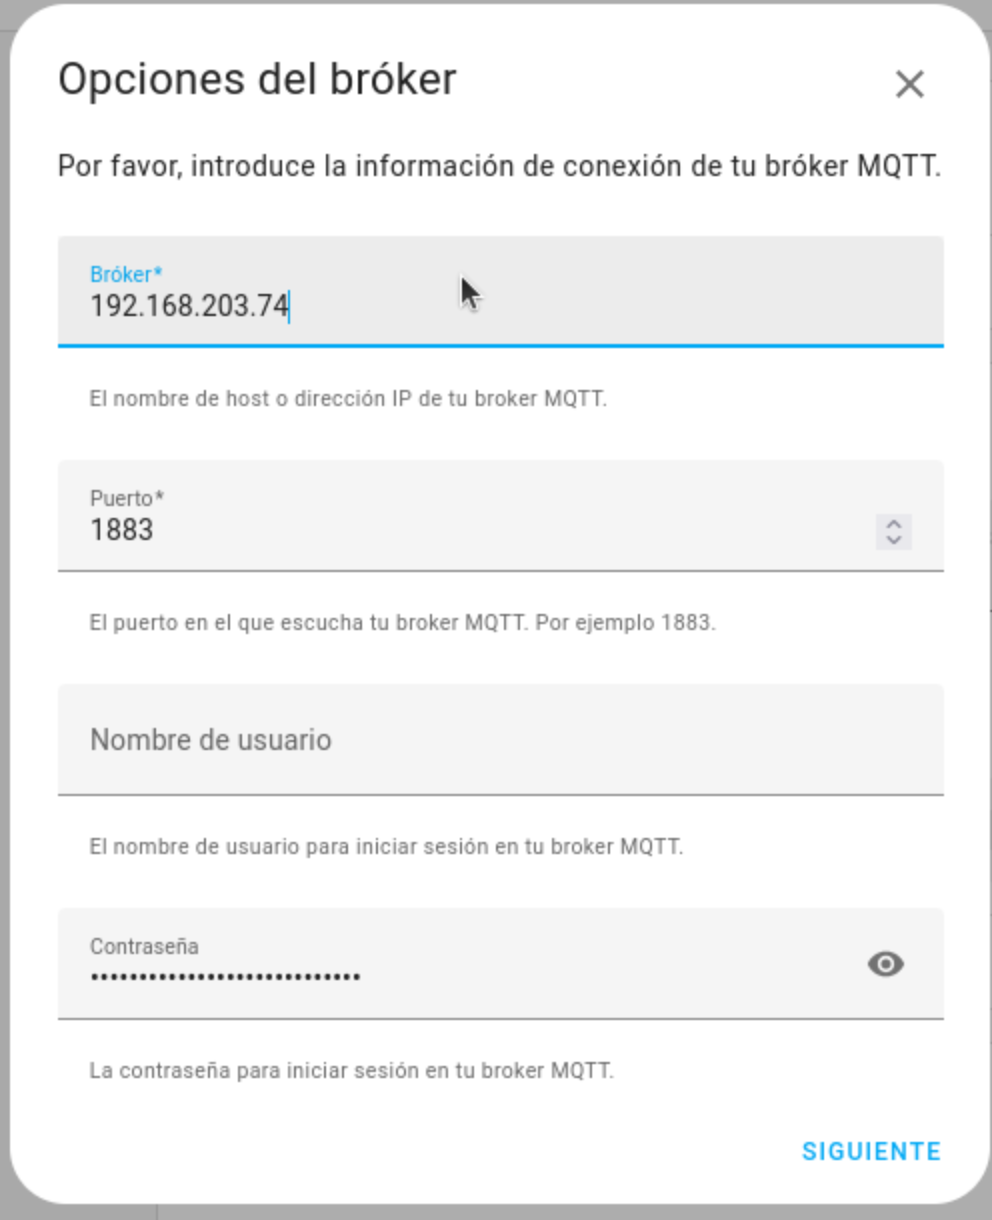 Opciones del bróker
Por favor, introduce la información de conexión de tu bróker MQTT.
Bróker*
192.168.203.74
El nombre de host o dirección IP de tu broker MQTT.
Puerto*
1883
El puerto en el que escucha tu broker MQTT. Por ejemplo 1883.
Nombre de usuario
El nombre de usuario para iniciar sesión en tu broker MQTT.
Contraseña
••••••••••••••••••••••••••••
La contraseña para iniciar sesión en tu broker MQTT.
SIGUIENTE